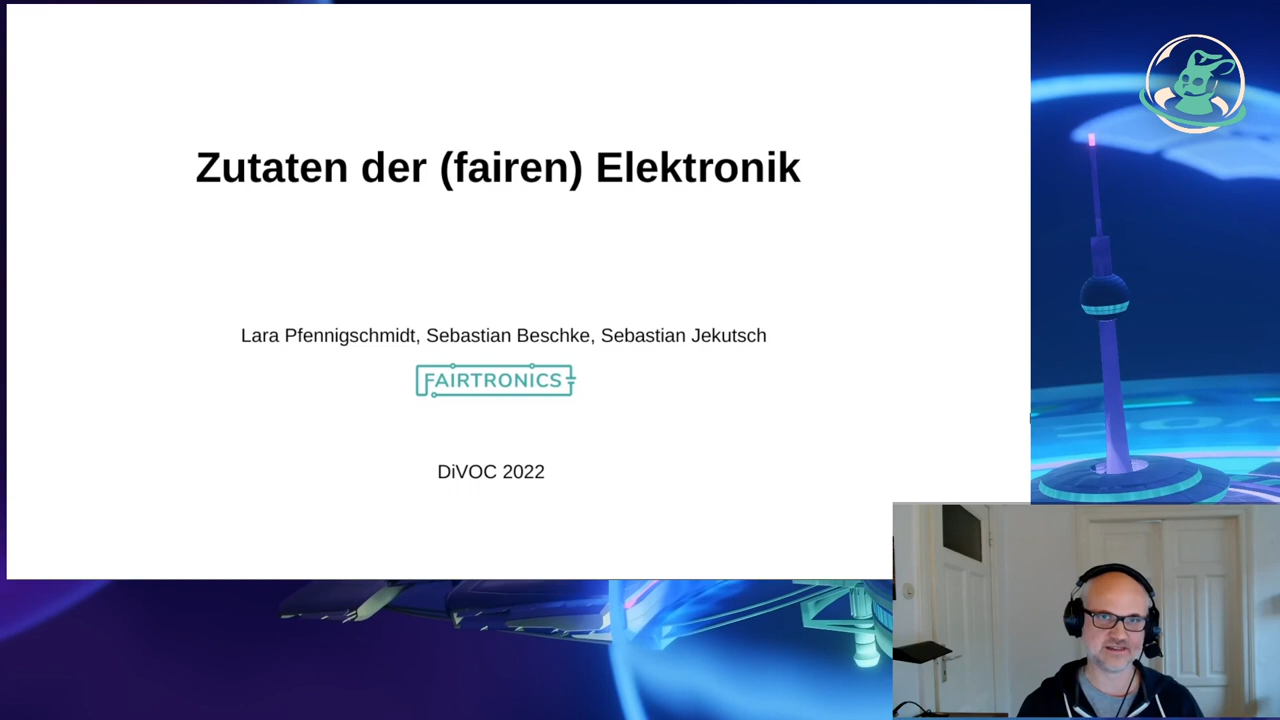 Zutaten der (fairen) Elektronik
Lara Pfennigschmidt, Sebastian Beschke, Sebastian Jekutsch
FAIRTRONICS
DiVOC 2022